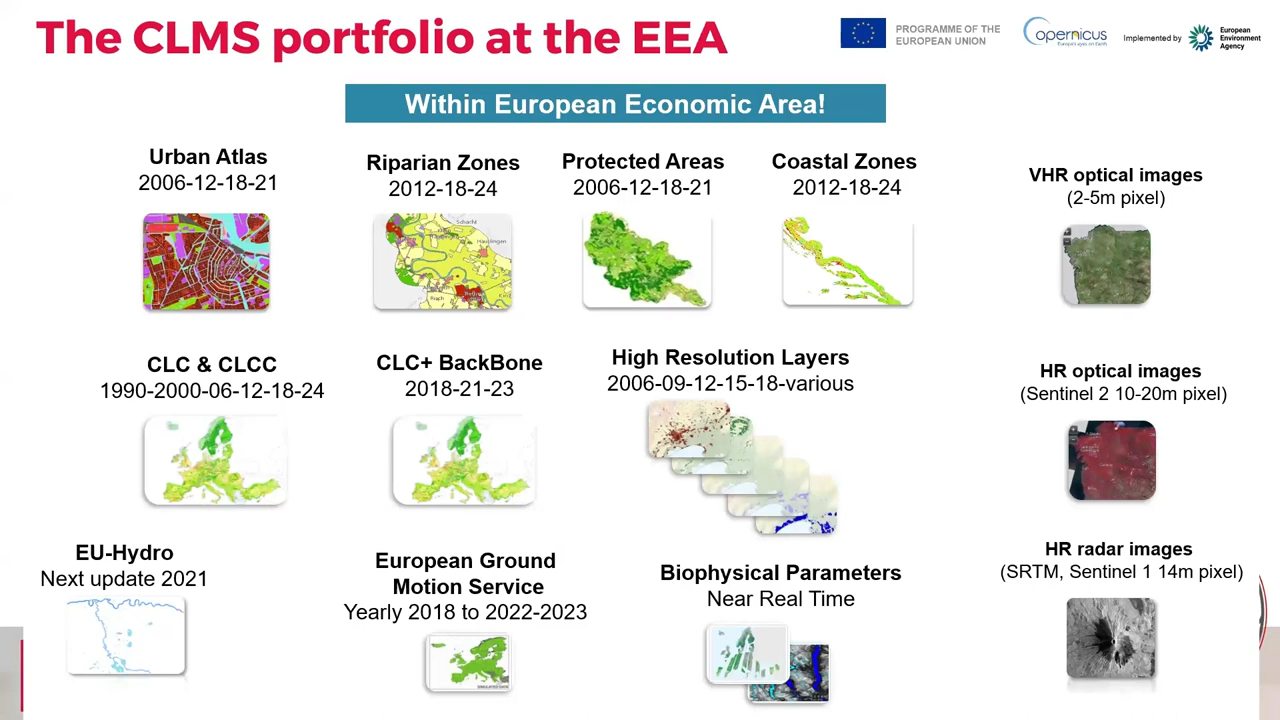 The CLMS portfolio at the EEA
PROGRAMME OF THE
EUROPEAN UNION
opernicus
Europe's eyes on Earth
Implemented by
European
Environment
Agency
Within European Economic Area!
Urban Atlas
2006-12-18-21
Riparian Zones
2012-18-24
Protected Areas
2006-12-18-21
Coastal Zones
2012-18-24
VHR optical images
(2-5m pixel)
CLC & CLCC
1990-2000-06-12-18-24
CLC+ BackBone
2018-21-23
High Resolution Layers
2006-09-12-15-18-various
HR optical images
(Sentinel 2 10-20m pixel)
EU-Hydro
Next update 2021
European Ground
Motion Service
Yearly 2018 to 2022-2023
Biophysical Parameters
Near Real Time
HR radar images
(SRTM, Sentinel 1 14m pixel)